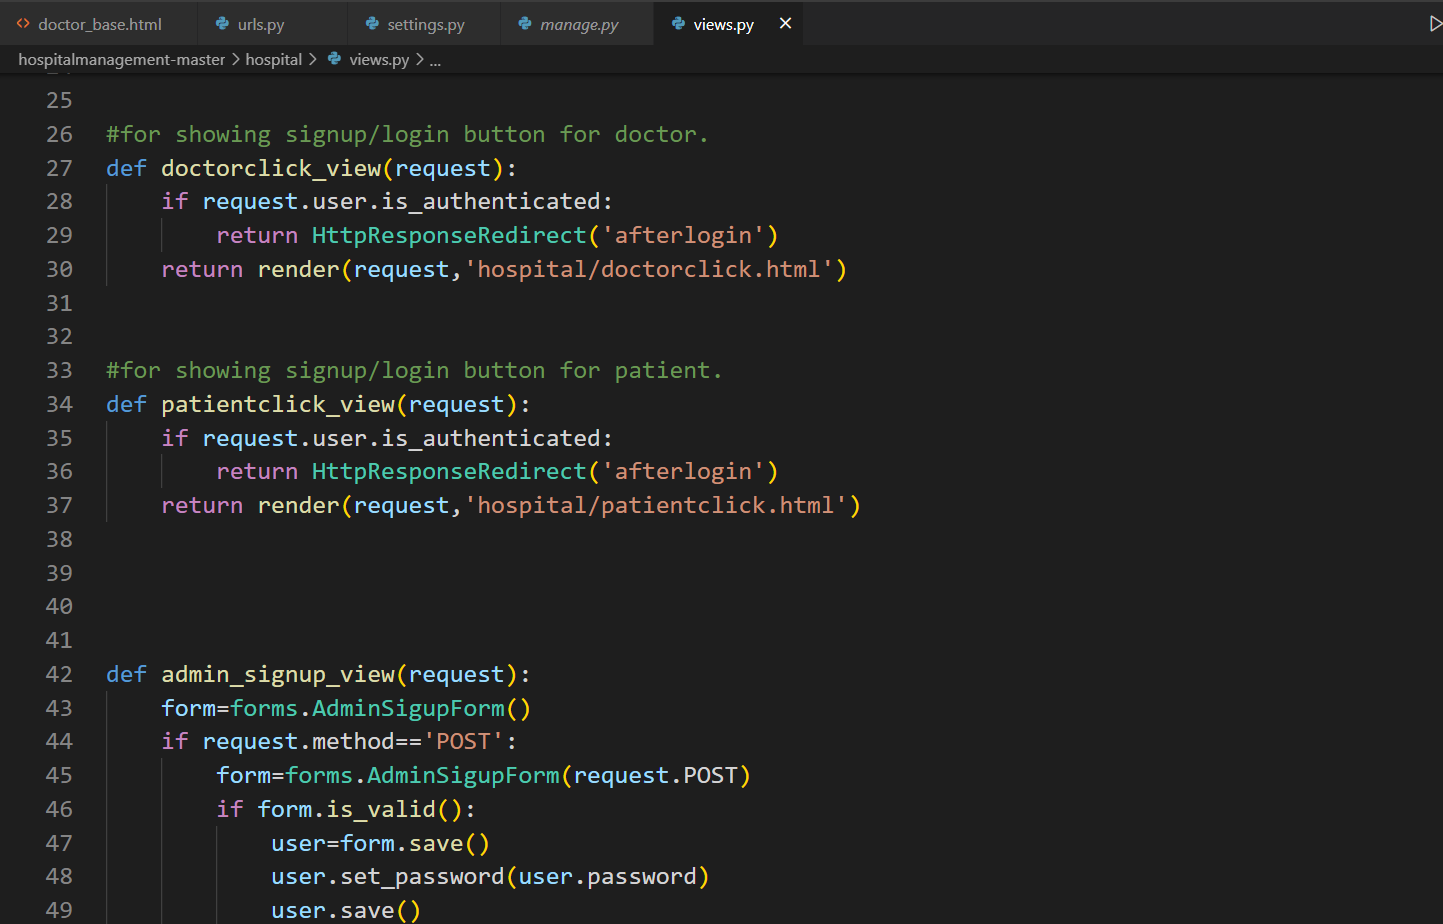 doctor_base.html urls.py settings.py manage.py views.py
hospitalmanagement-master > hospital > views.py > ...
25
26 #for showing signup/login button for doctor.
27 def doctorclick_view(request):
28     if request.user.is_authenticated:
29         return HttpResponseRedirect('afterlogin')
30     return render(request,'hospital/doctorclick.html')
31
32
33 #for showing signup/login button for patient.
34 def patientclick_view(request):
35     if request.user.is_authenticated:
36         return HttpResponseRedirect('afterlogin')
37     return render(request,'hospital/patientclick.html')
38
39
40
41
42 def admin_signup_view(request):
43     form=forms.AdminSigupForm()
44     if request.method=='POST':
45         form=forms.AdminSigupForm(request.POST)
46         if form.is_valid():
47             user=form.save()
48             user.set_password(user.password)
49             user.save()